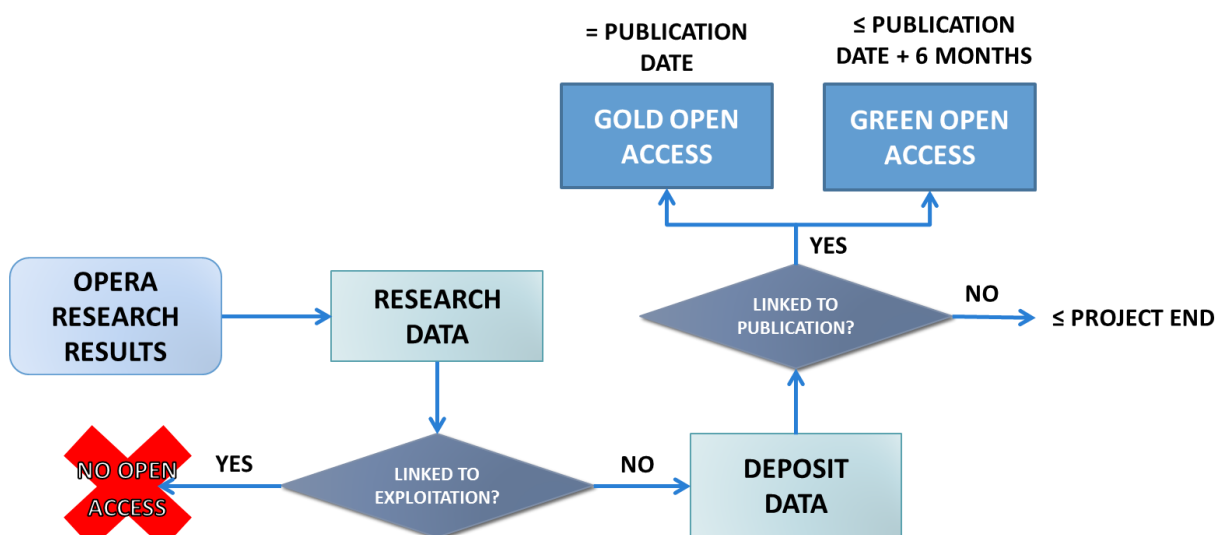 = PUBLICATION
DATE
≤ PUBLICATION
DATE + 6 MONTHS
GOLD OPEN
ACCESS
GREEN OPEN
ACCESS
YES
OPERA
RESEARCH
RESULTS
RESEARCH
DATA
LINKED TO
PUBLICATION?
NO
≤ PROJECT END
NO OPEN
ACCESS
YES
LINKED TO
EXPLOITATION?
NO
DEPOSIT
DATA